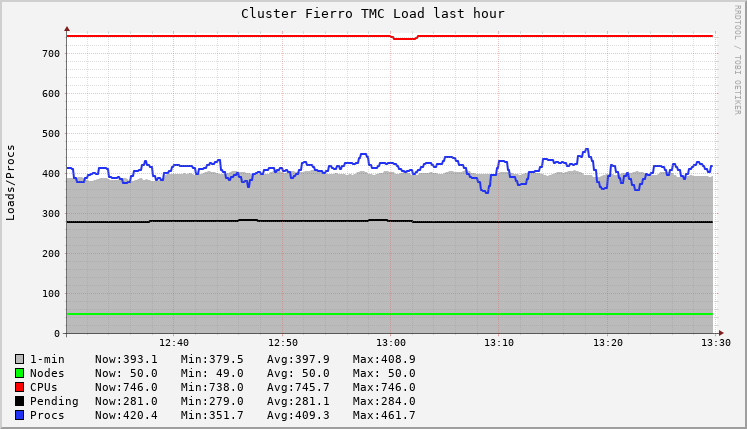 Cluster Fierro TMC Load last hour
RRDTOOL / TOBI OETIKER
Loads/Procs
700
600
500
400
300
200
100
0
12:40 12:50 13:00 13:10 13:20 13:30
1-min Now:393.1 Min:379.5 Avg:397.9 Max:408.9
Nodes Now: 50.0 Min: 49.0 Avg: 50.0 Max: 50.0
CPUs Now:746.0 Min:738.0 Avg:745.7 Max:746.0
Pending Now:281.0 Min:279.0 Avg:281.1 Max:284.0
Procs Now:420.4 Min:351.7 Avg:409.3 Max:461.7